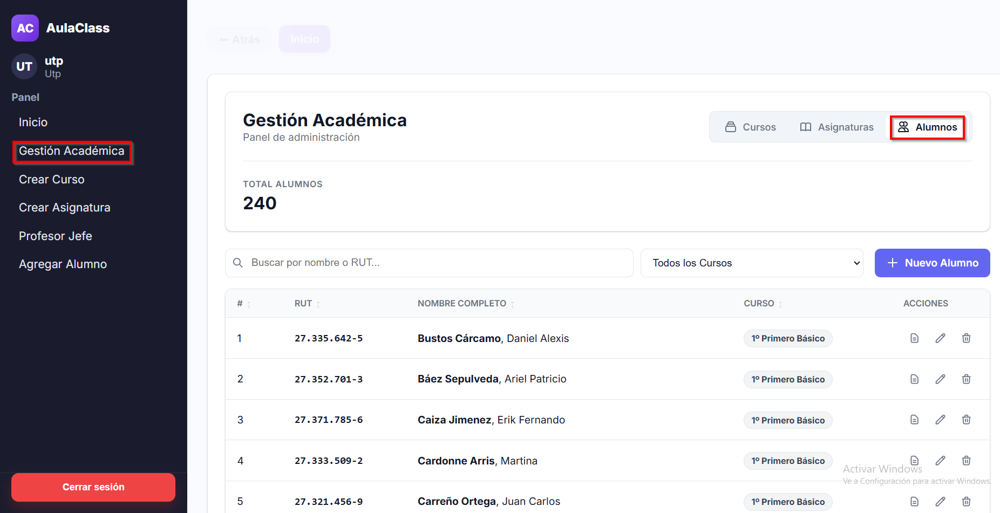 AC AulaClass
UT utp
Utp
Panel
Inicio
Gestión Académica
Crear Curso
Crear Asignatura
Profesor Jefe
Agregar Alumno
Cerrar sesión
← Atrás Inicio
Gestión Académica
Panel de administración
Cursos Asignaturas Alumnos
TOTAL ALUMNOS
240
Buscar por nombre o RUT... Todos los Cursos + Nuevo Alumno
# RUT NOMBRE COMPLETO CURSO ACCIONES
1 27.335.642-5 Bustos Cárcamo, Daniel Alexis 1º Primero Básico
2 27.352.701-3 Báez Sepulveda, Ariel Patricio 1º Primero Básico
3 27.371.785-6 Caiza Jimenez, Erik Fernando 1º Primero Básico
4 27.333.509-2 Cardonne Arris, Martina 1º Primero Básico
5 27.321.456-9 Carreño Ortega, Juan Carlos 1º Primero Básico
Activar Windows
Ve a Configuración para activar Windows.